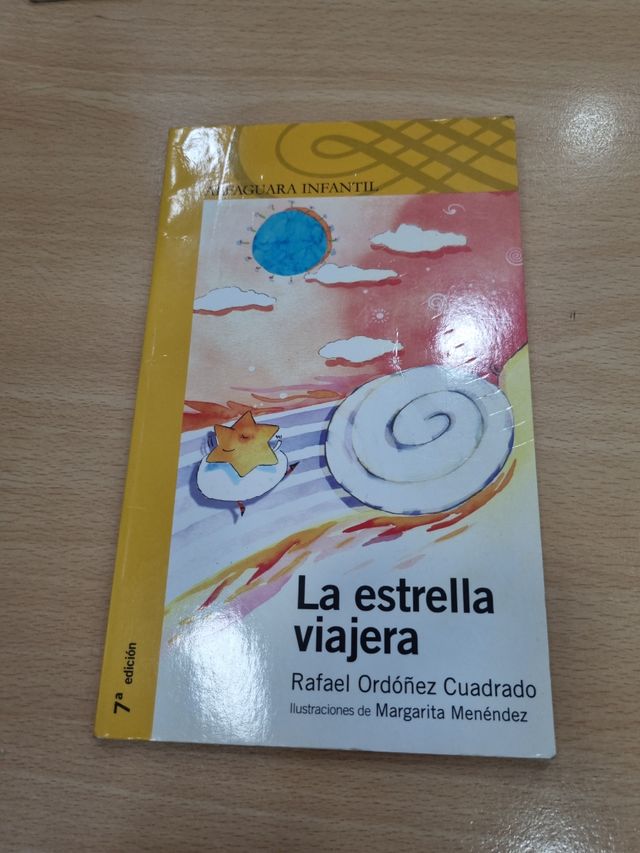 ALFAGUARA INFANTIL
La estrella
viajera
Rafael Ordóñez Cuadrado
Ilustraciones de Margarita Menéndez
7ª edición